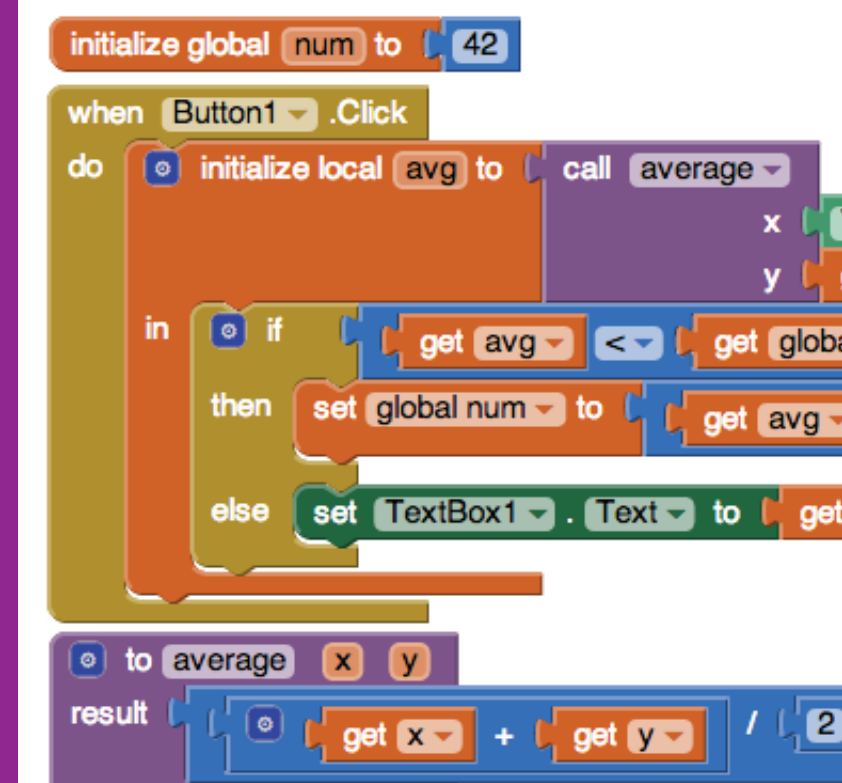 initialize global num to 42
when Button1 .Click
do initialize local avg to call average
x
y
in if get avg < get
then set global num to get avg
else set TextBox1 . Text to get
to average x y
result get x + get y / 2